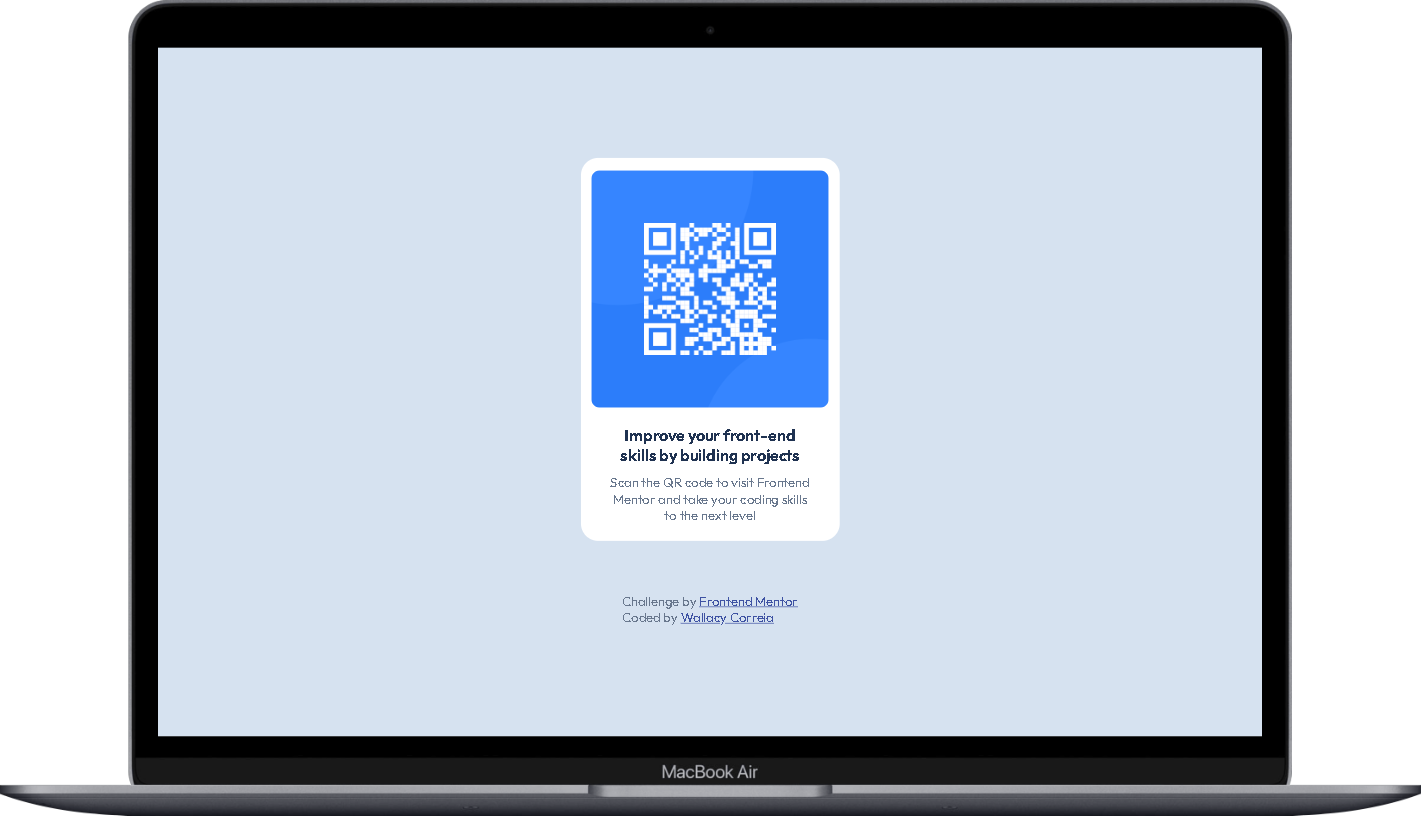 Improve your front-end
skills by building projects
Scan the QR code to visit Frontend
Mentor and take your coding skills
to the next level
Challenge by Frontend Mentor
Coded by Wallacy Correia
MacBook Air